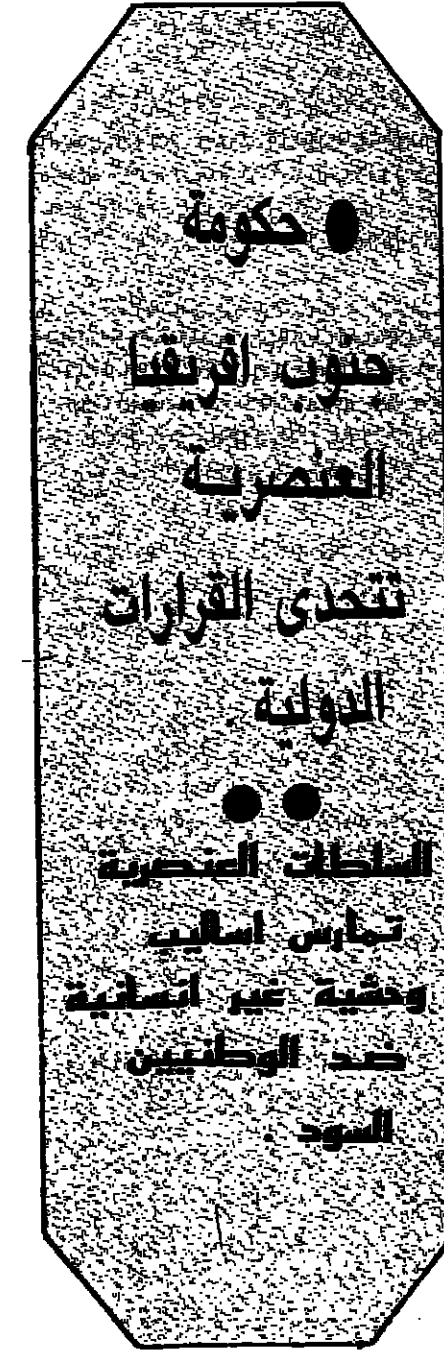 ● حكومة
جنوب افريقيا
العنصرية
تتحدى القرارات
الدولية .
● ●
السلطات العنصرية
تمارس اساليب
وحشية غير انسانية
ضد الوطنيين
السود .